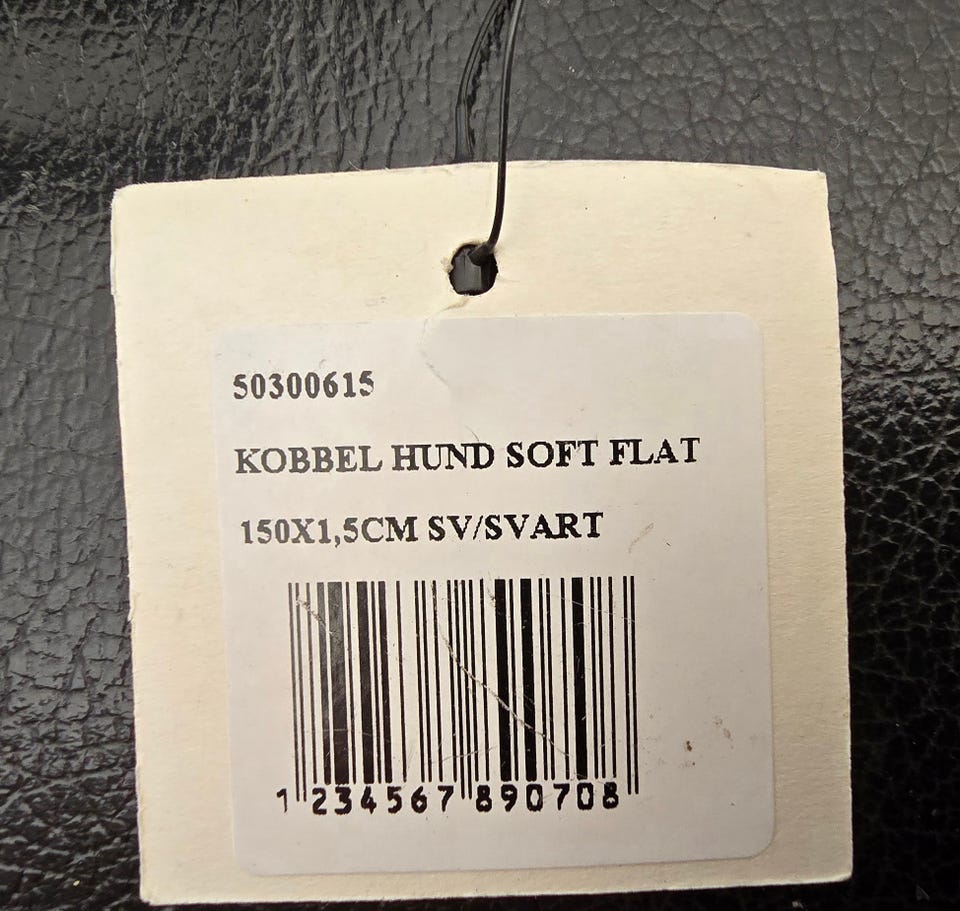 50300615
KOBBEL HUND SOFT FLAT
150X1,5CM SV/SVART
1 234567 890708